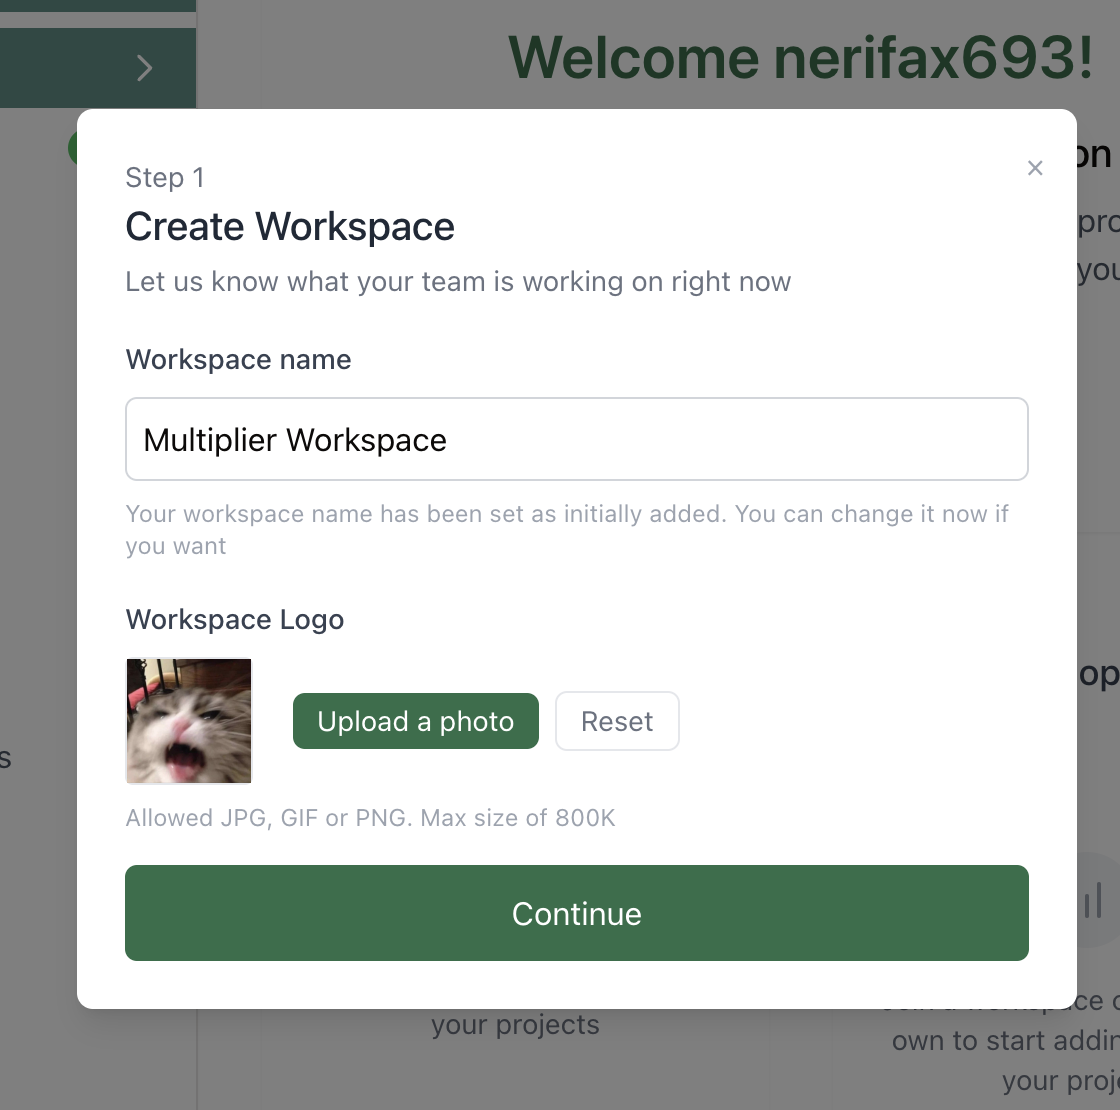 Welcome nerifax693!
on
Step 1
Create Workspace
Let us know what your team is working on right now
pro
you
Workspace name
Multiplier Workspace
Your workspace name has been set as initially added. You can change it now if
you want
Workspace Logo
op
Upload a photo
Reset
s
Allowed JPG, GIF or PNG. Max size of 800K
Continue
your projects
own to start addin
your proj